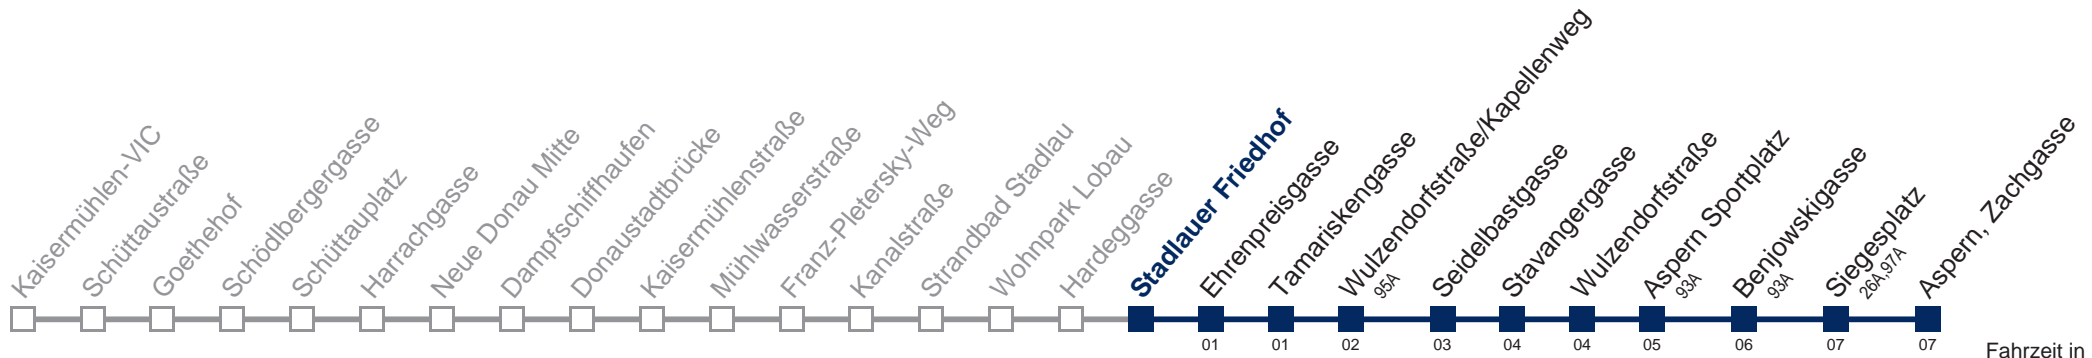 Kaisermühlen-VIC
Schüttaustraße
Goethehof
Schödlbergergasse
Schüttauplatz
Harrachgasse
Neue Donau Mitte
Dampfschiffhaufen
Donaustadtbrücke
Kaisermühlenstraße
Mühlwasserstraße
Franz-Pletersky-Weg
Kanalstraße
Strandbad Stadlau
Wohnpark Lobau
Hardeggasse
Stadlauer Friedhof
Ehrenpreisgasse
Tamariskengasse
Wulzendorfstraße/Kapellenweg
95A
Seidelbastgasse
Stavangergasse
Wulzendorfstraße
Aspern Sportplatz
93A
Benjowskigasse
93A
Siegesplatz
26A,97A
Aspern, Zachgasse
01 01 02 03 04 04 05 06 07 07
Fahrzeit in